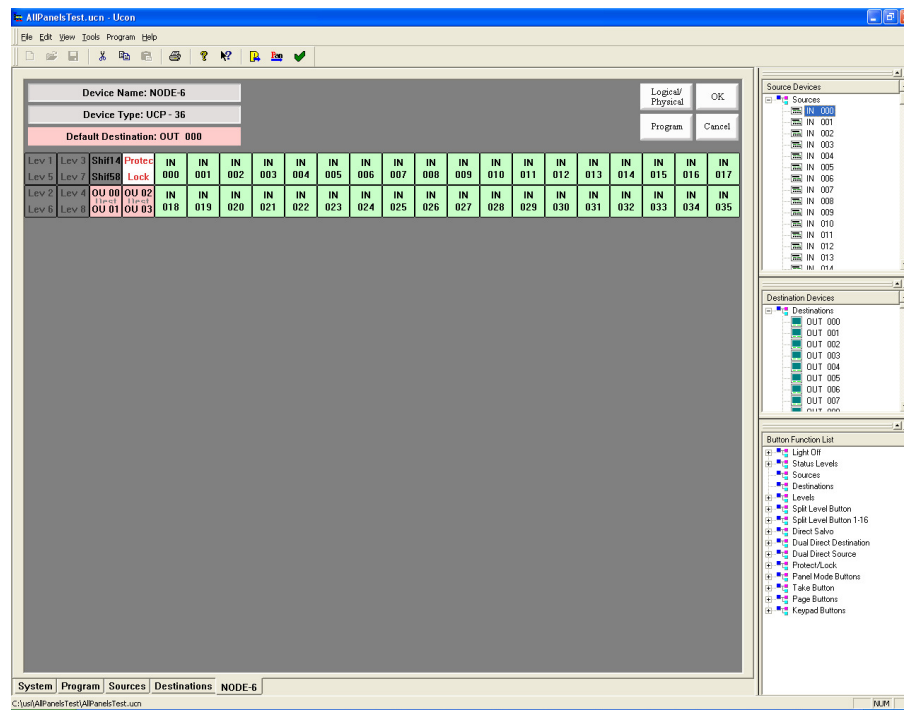 AllPanelsTest.ucn - Ucon
File Edit View Tools Program Help
Device Name: NODE-6
Device Type: UCP - 36
Default Destination: OUT 000
Logical/ Physical
OK
Program
Cancel
Lev 1 Lev 3 Shif14 Protec IN IN IN IN IN IN IN IN IN IN IN IN IN IN IN IN IN IN
Lev 5 Lev 7 Shif58 Lock 000 001 002 003 004 005 006 007 008 009 010 011 012 013 014 015 016 017
Lev 2 Lev 4 OU 00 OU 02 IN IN IN IN IN IN IN IN IN IN IN IN IN IN IN IN IN IN
Dest Dest
Lev 6 Lev 8 OU 01 OU 03 018 019 020 021 022 023 024 025 026 027 028 029 030 031 032 033 034 035
Source Devices
Sources
IN 000
IN 001
IN 002
IN 003
IN 004
IN 005
IN 006
IN 007
IN 008
IN 009
IN 010
IN 011
IN 012
IN 013
IN 014
Destination Devices
Destinations
OUT 000
OUT 001
OUT 002
OUT 003
OUT 004
OUT 005
OUT 006
OUT 007
OUT 008
Button Function List
Light Off
Status Levels
Sources
Destinations
Levels
Split Level Button
Split Level Button 1-16
Direct Salvo
Dual Direct Destination
Dual Direct Source
Protect/Lock
Panel Mode Buttons
Take Button
Page Buttons
Keypad Buttons
System Program Sources Destinations NODE-6
C:\usi\AllPanelsTest\AllPanelsTest.ucn
NUM